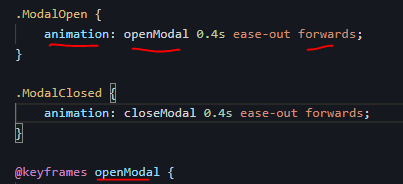 .ModalOpen {
animation: openModal 0.4s ease-out forwards;
}
.ModalClosed {
animation: closeModal 0.4s ease-out forwards;
}
@keyframes openModal {